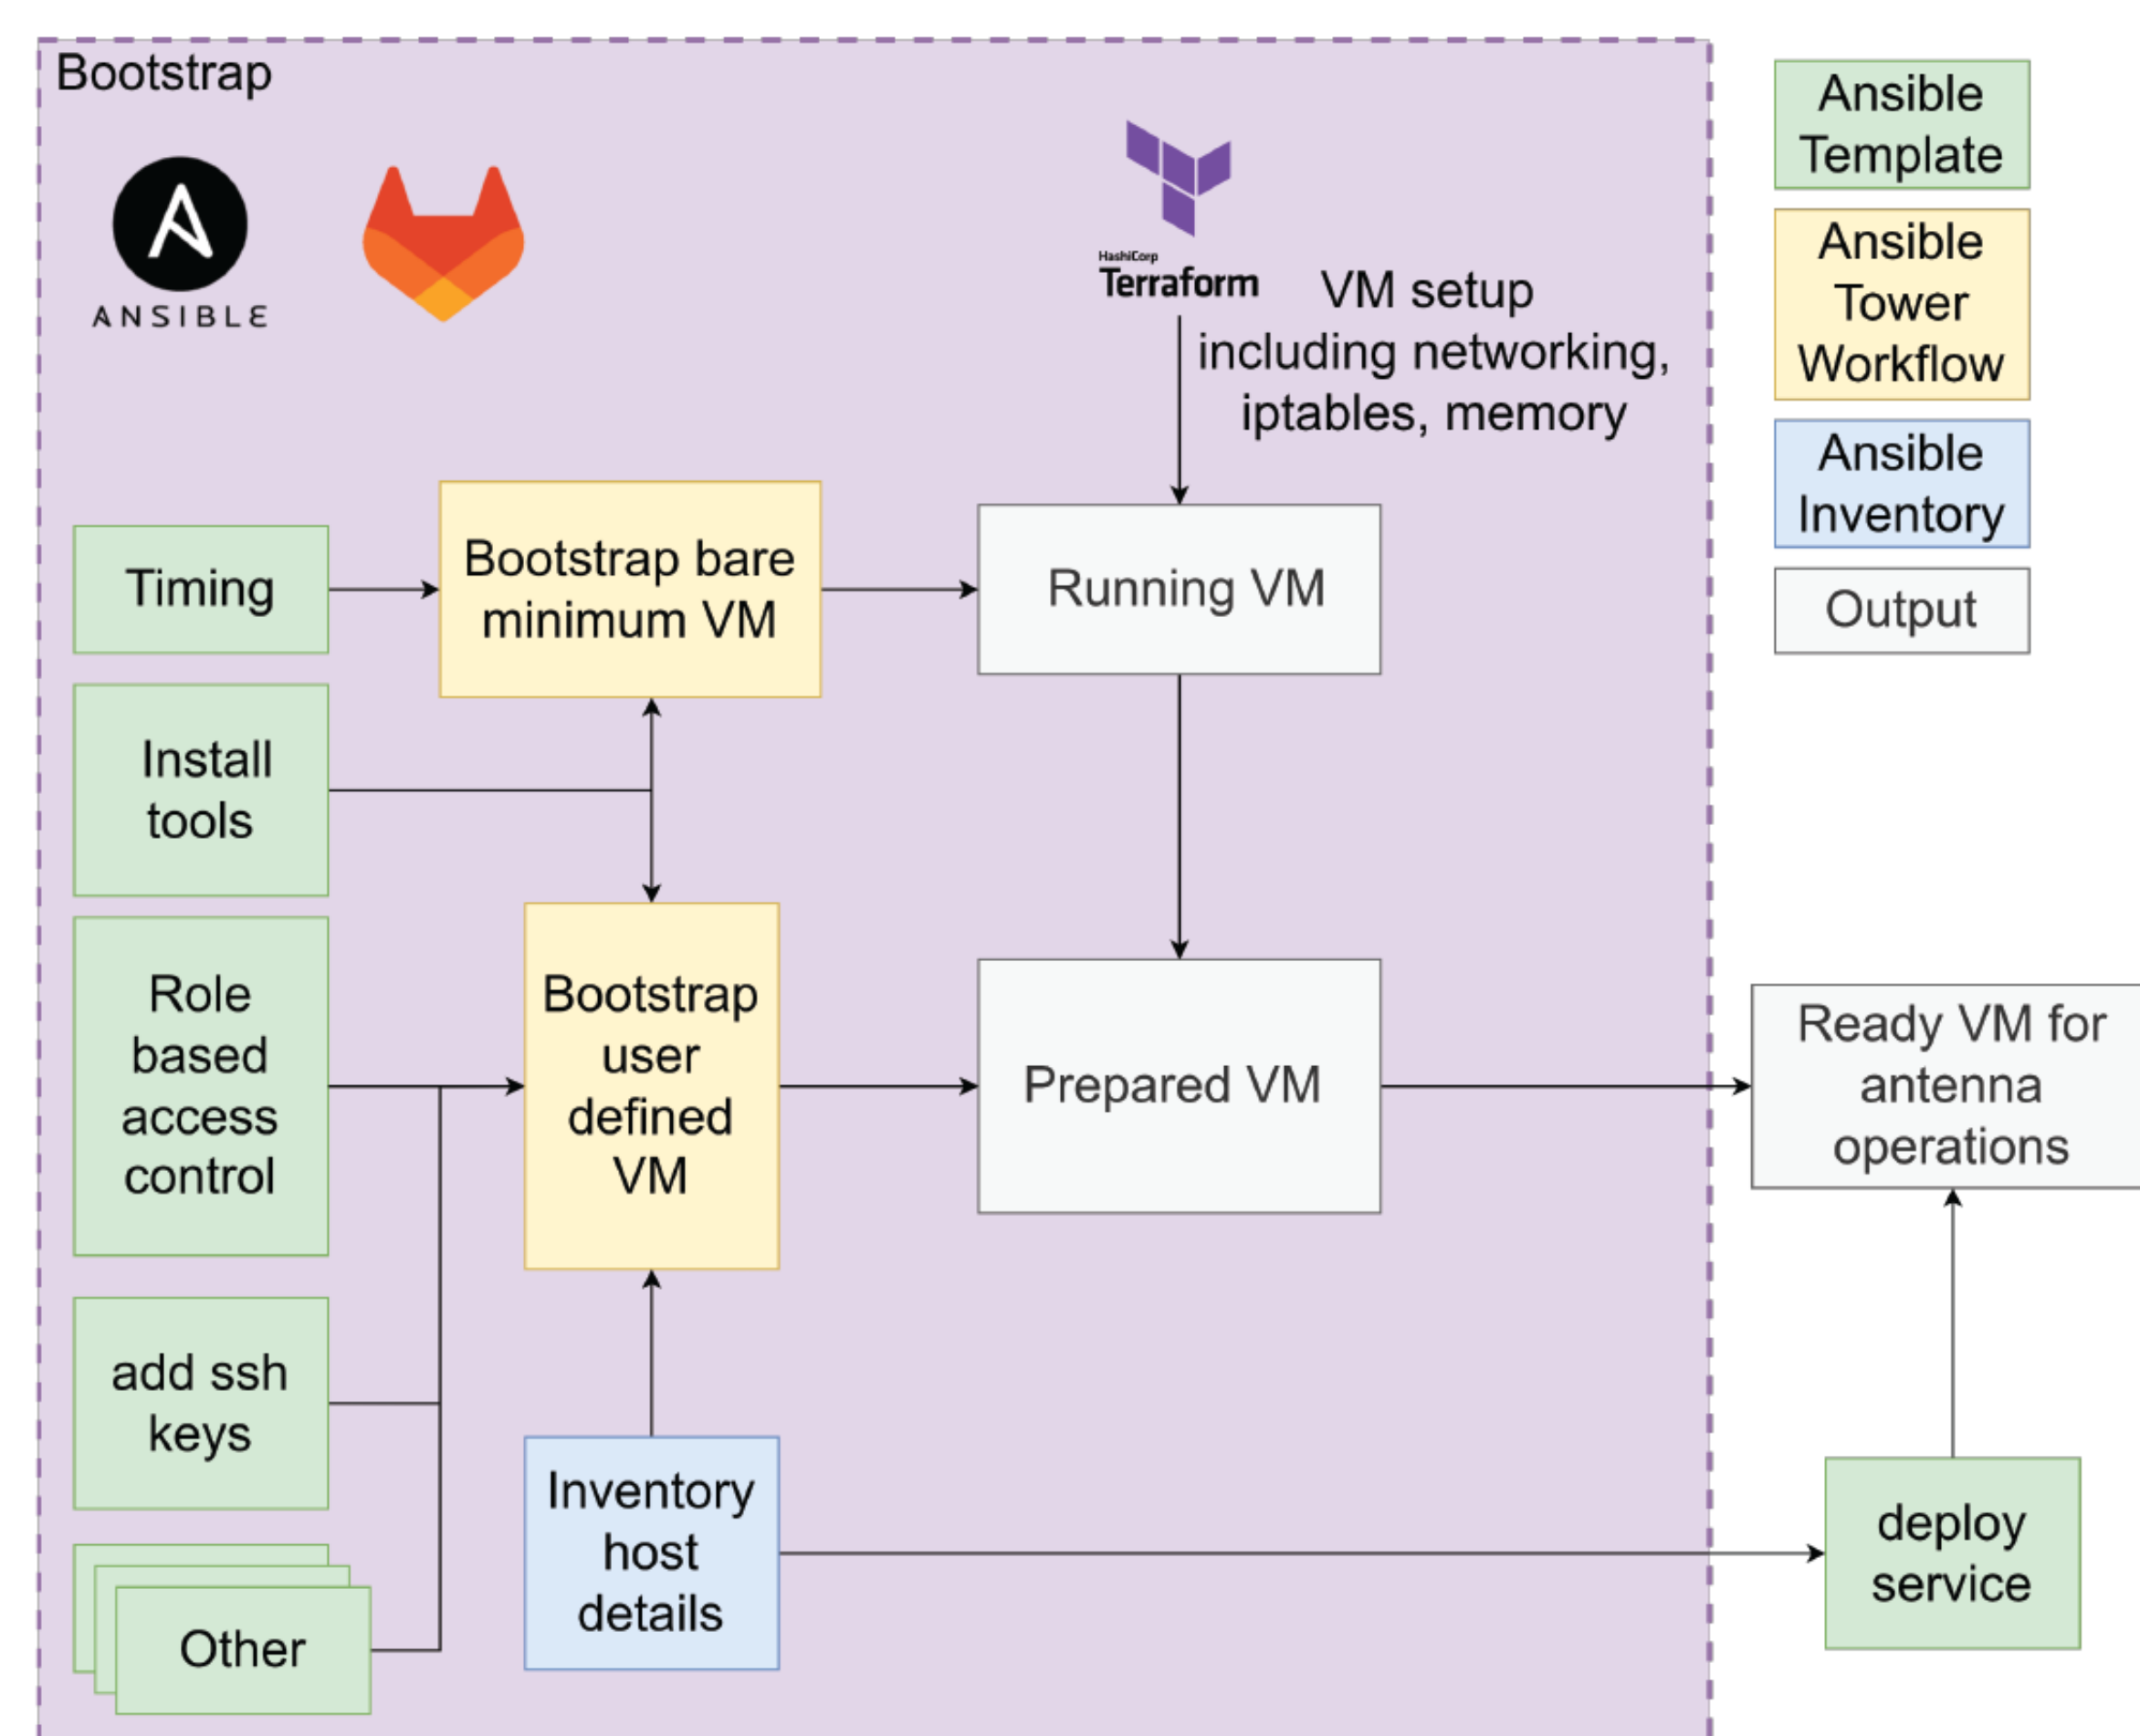 Bootstrap
ANSIBLE
HashiCorp
Terraform
VM setup
including networking,
iptables, memory
Timing
Bootstrap bare
minimum VM
Running VM
Install
tools
Role
based
access
control
Bootstrap
user
defined
VM
Prepared VM
Ready VM for
antenna
operations
add ssh
keys
Inventory
host
details
deploy
service
Other
Ansible
Template
Ansible
Tower
Workflow
Ansible
Inventory
Output